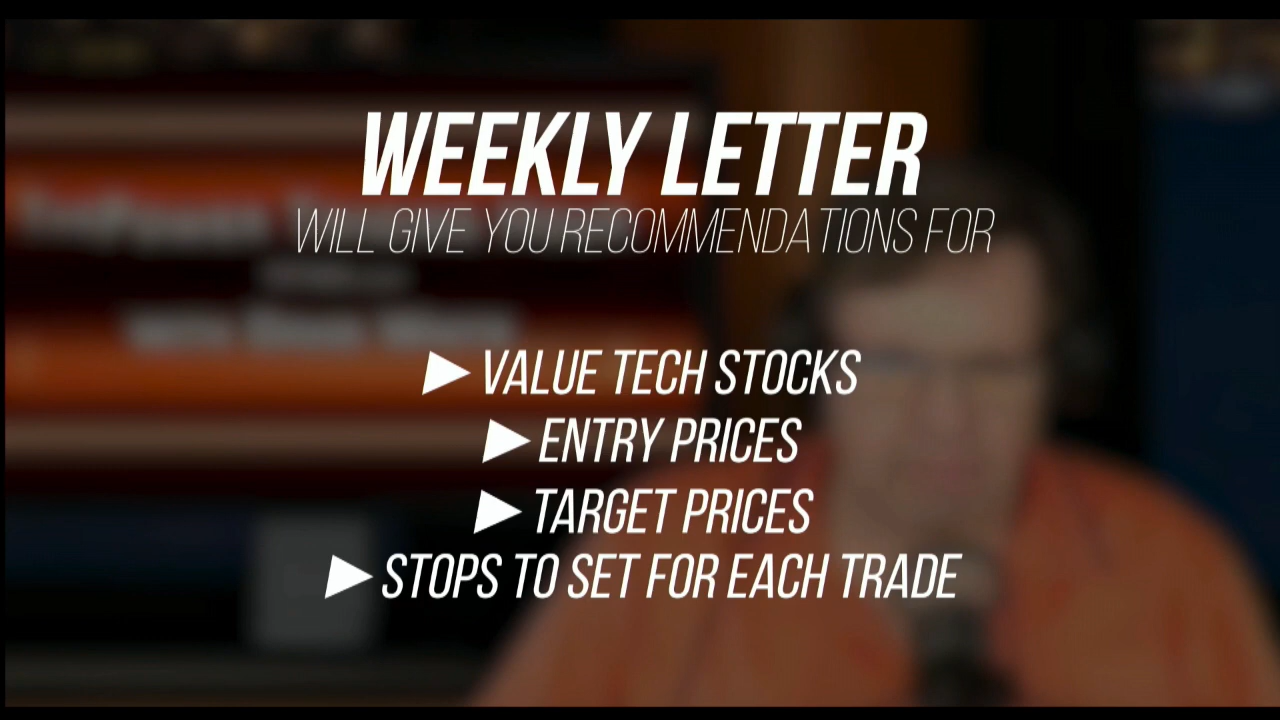 WEEKLY LETTER
WILL GIVE YOU RECOMMENDATIONS FOR
▶ VALUE TECH STOCKS
▶ ENTRY PRICES
▶ TARGET PRICES
▶ STOPS TO SET FOR EACH TRADE